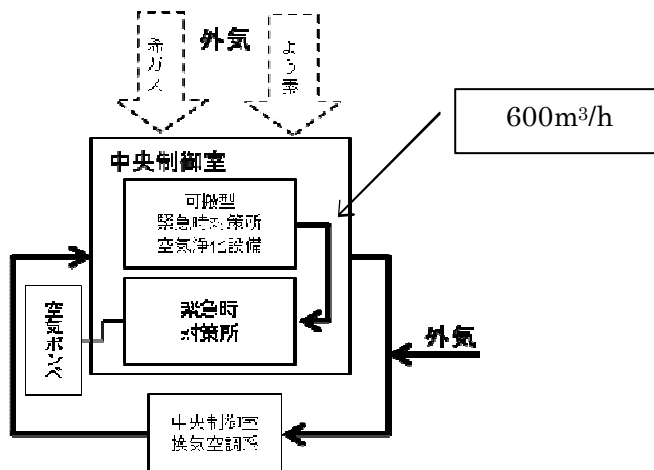 外気
希ガス
よう素
600m³/h
中央制御室
可搬型
緊急時対策所
空気浄化設備
緊急時
対策所
空気ボンベ
外気
中央制御室
換気空調系